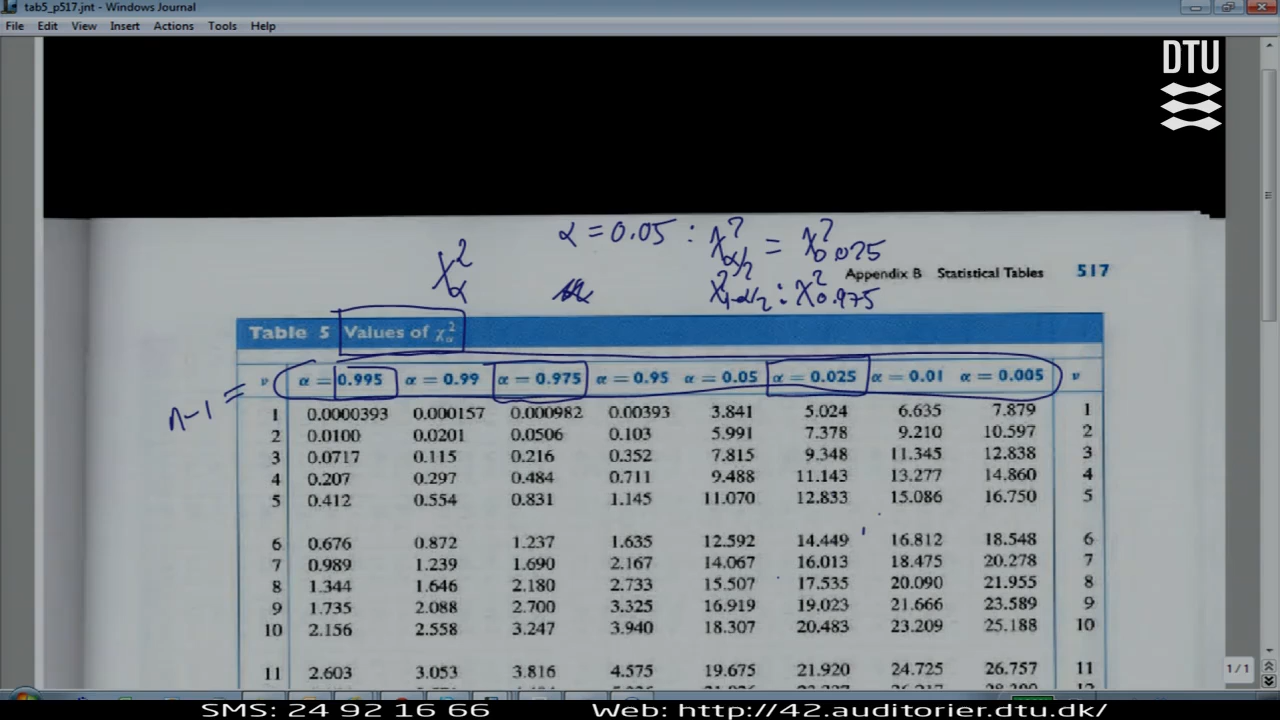 tab5_p517.jnt - Windows Journal
File Edit View Insert Actions Tools Help
DTU
α = 0.05 : χ²α/2 = χ²0.025
χ²α
χ²1-α/2 : χ²0.975
Appendix B Statistical Tables 517
Table 5 Values of χ²α
n-1 =
ν α = 0.995 α = 0.99 α = 0.975 α = 0.95 α = 0.05 α = 0.025 α = 0.01 α = 0.005 ν
1 0.0000393 0.000157 0.000982 0.00393 3.841 5.024 6.635 7.879 1
2 0.0100 0.0201 0.0506 0.103 5.991 7.378 9.210 10.597 2
3 0.0717 0.115 0.216 0.352 7.815 9.348 11.345 12.838 3
4 0.207 0.297 0.484 0.711 9.488 11.143 13.277 14.860 4
5 0.412 0.554 0.831 1.145 11.070 12.833 15.086 16.750 5
6 0.676 0.872 1.237 1.635 12.592 14.449 16.812 18.548 6
7 0.989 1.239 1.690 2.167 14.067 16.013 18.475 20.278 7
8 1.344 1.646 2.180 2.733 15.507 17.535 20.090 21.955 8
9 1.735 2.088 2.700 3.325 16.919 19.023 21.666 23.589 9
10 2.156 2.558 3.247 3.940 18.307 20.483 23.209 25.188 10
11 2.603 3.053 3.816 4.575 19.675 21.920 24.725 26.757 11
1/1
SMS: 24 92 16 66 Web: http://42.auditorier.dtu.dk/